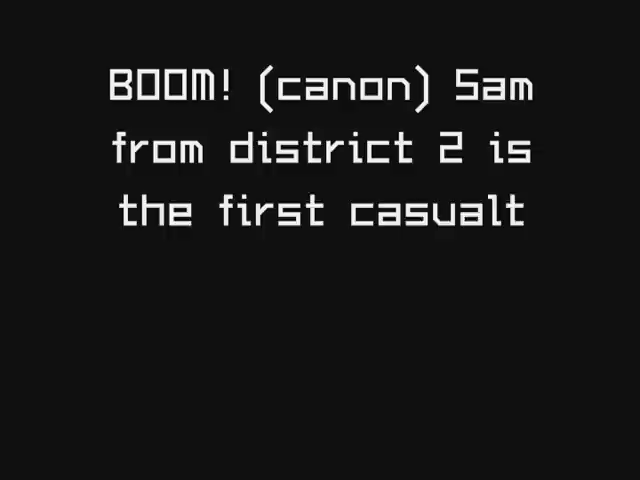 BOOM! (canon) Sam
from district 2 is
the first casualt